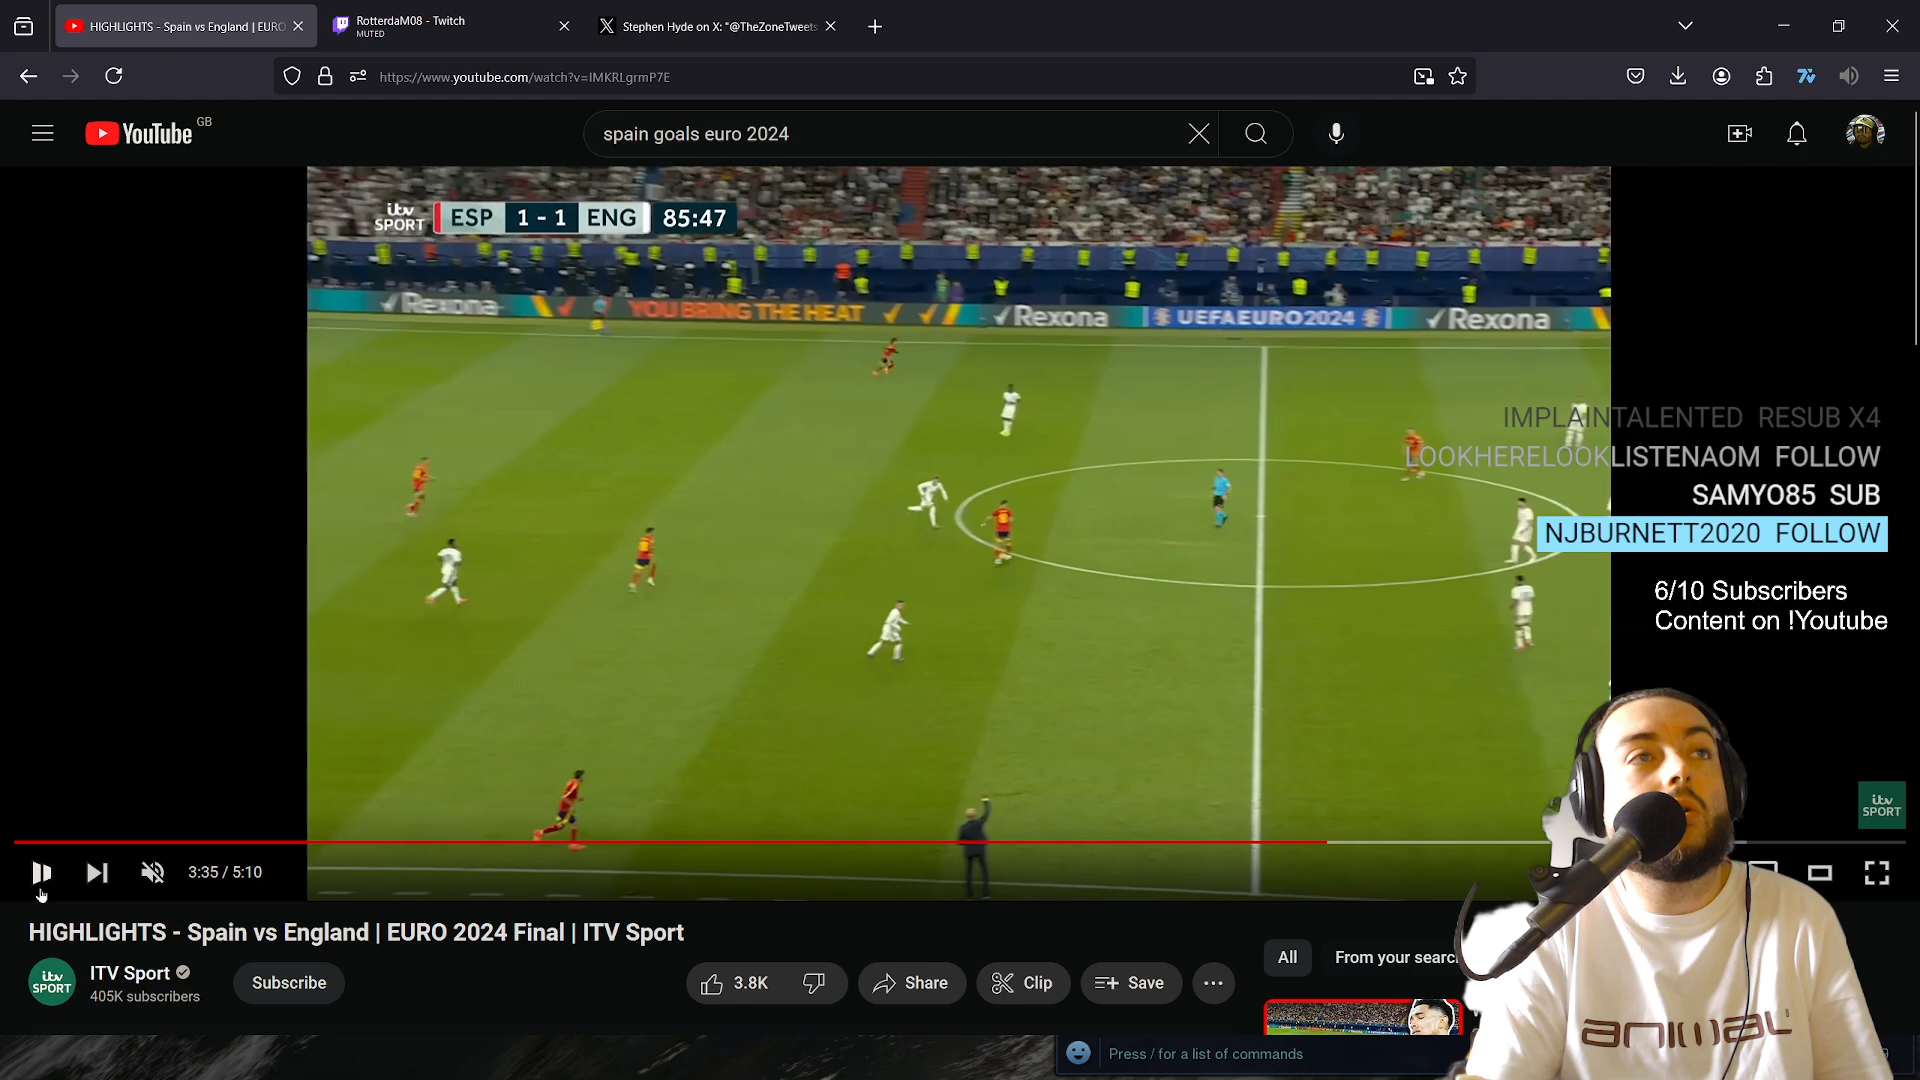 HIGHLIGHTS - Spain vs England | EURO
RotterdaM08 - Twitch
MUTED
Stephen Hyde on X: "@TheZoneTweets
https://www.youtube.com/watch?v=IMKRLgrmP7E
YouTube GB
spain goals euro 2024
itv SPORT ESP 1 - 1 ENG 85:47
Rexona YOU BRING THE HEAT Rexona UEFA EURO2024 Rexona
IMPLAINTALENTED RESUB X4
LOOKHERELOOKLISTENAOM FOLLOW
SAMYO85 SUB
NJBURNETT2020 FOLLOW
6/10 Subscribers
Content on !Youtube
itv SPORT
3:35 / 5:10
HIGHLIGHTS - Spain vs England | EURO 2024 Final | ITV Sport
itv SPORT
ITV Sport
405K subscribers
Subscribe
3.8K
Share
Clip
Save
All
From your searc
animal
Press / for a list of commands